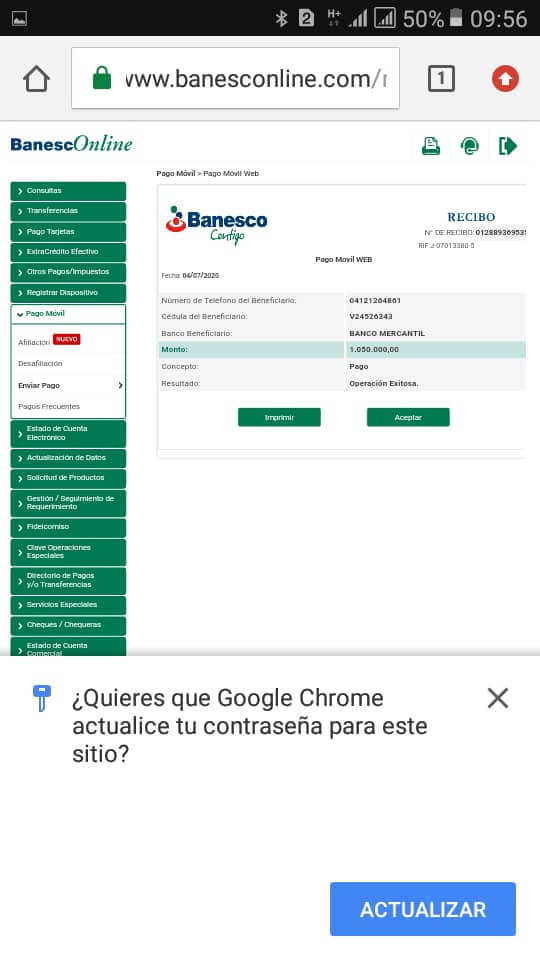 2 H+ 50% 09:56
www.banesconline.com/
1
BanescOnline
Pago Móvil > Pago Móvil Web
Consultas
Transferencias
Pago Tarjetas
ExtraCrédito Efectivo
Otros Pagos/Impuestos
Registrar Dispositivo
Pago Móvil
Afiliación NUEVO
Desafiliación
Enviar Pago
Pagos Frecuentes
Estado de Cuenta
Electrónico
Actualización de Datos
Solicitud de Productos
Gestión / Seguimiento de
Requerimiento
Fideicomiso
Clave Operaciones
Especiales
Directorio de Pagos
y/o Transferencias
Servicios Especiales
Cheques / Chequeras
Estado de Cuenta
Comercial
Banesco
Contigo
RECIBO
N° DE RECIBO: 012889369535
RIF.J-07013380-5
Pago Movil WEB
Fecha: 04/07/2020
Número de Teléfono del Beneficiario: 04121264861
Cédula del Beneficiario: V24526343
Banco Beneficiario: BANCO MERCANTIL
Monto: 1.050.000,00
Concepto: Pago
Resultado: Operación Exitosa.
Imprimir Aceptar
¿Quieres que Google Chrome
actualice tu contraseña para este
sitio?
ACTUALIZAR